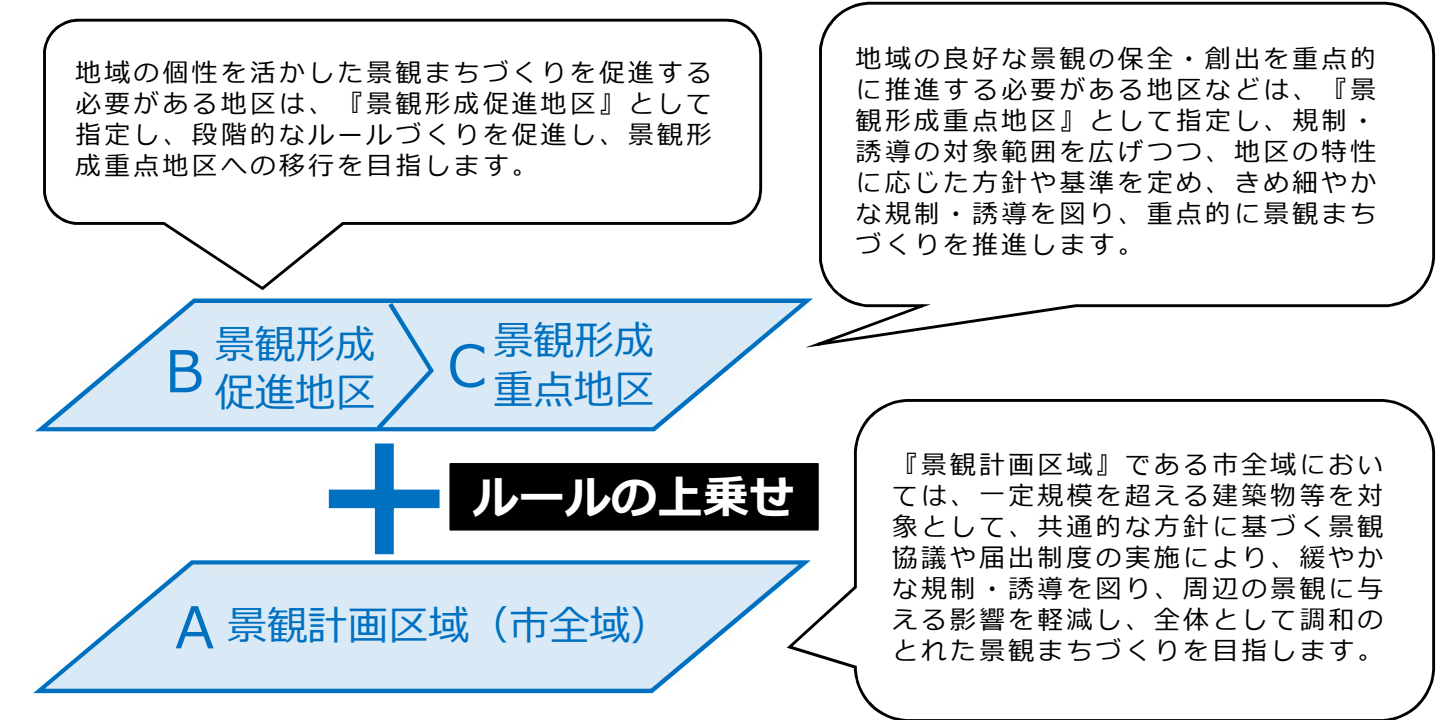 地域の個性を活かした景観まちづくりを促進する
必要がある地区は、『景観形成促進地区』として
指定し、段階的なルールづくりを促進し、景観形
成重点地区への移行を目指します。
地域の良好な景観の保全・創出を重点的
に推進する必要がある地区などは、『景
観形成重点地区』として指定し、規制・
誘導の対象範囲を広げつつ、地区の特性
に応じた方針や基準を定め、きめ細やか
な規制・誘導を図り、重点的に景観まち
づくりを推進します。
B 景観形成
促進地区
C 景観形成
重点地区
ルールの上乗せ
『景観計画区域』である市全域におい
ては、一定規模を超える建築物等を対
象として、共通的な方針に基づく景観
協議や届出制度の実施により、緩やか
な規制・誘導を図り、周辺の景観に与
える影響を軽減し、全体として調和の
とれた景観まちづくりを目指します。
A 景観計画区域（市全域）